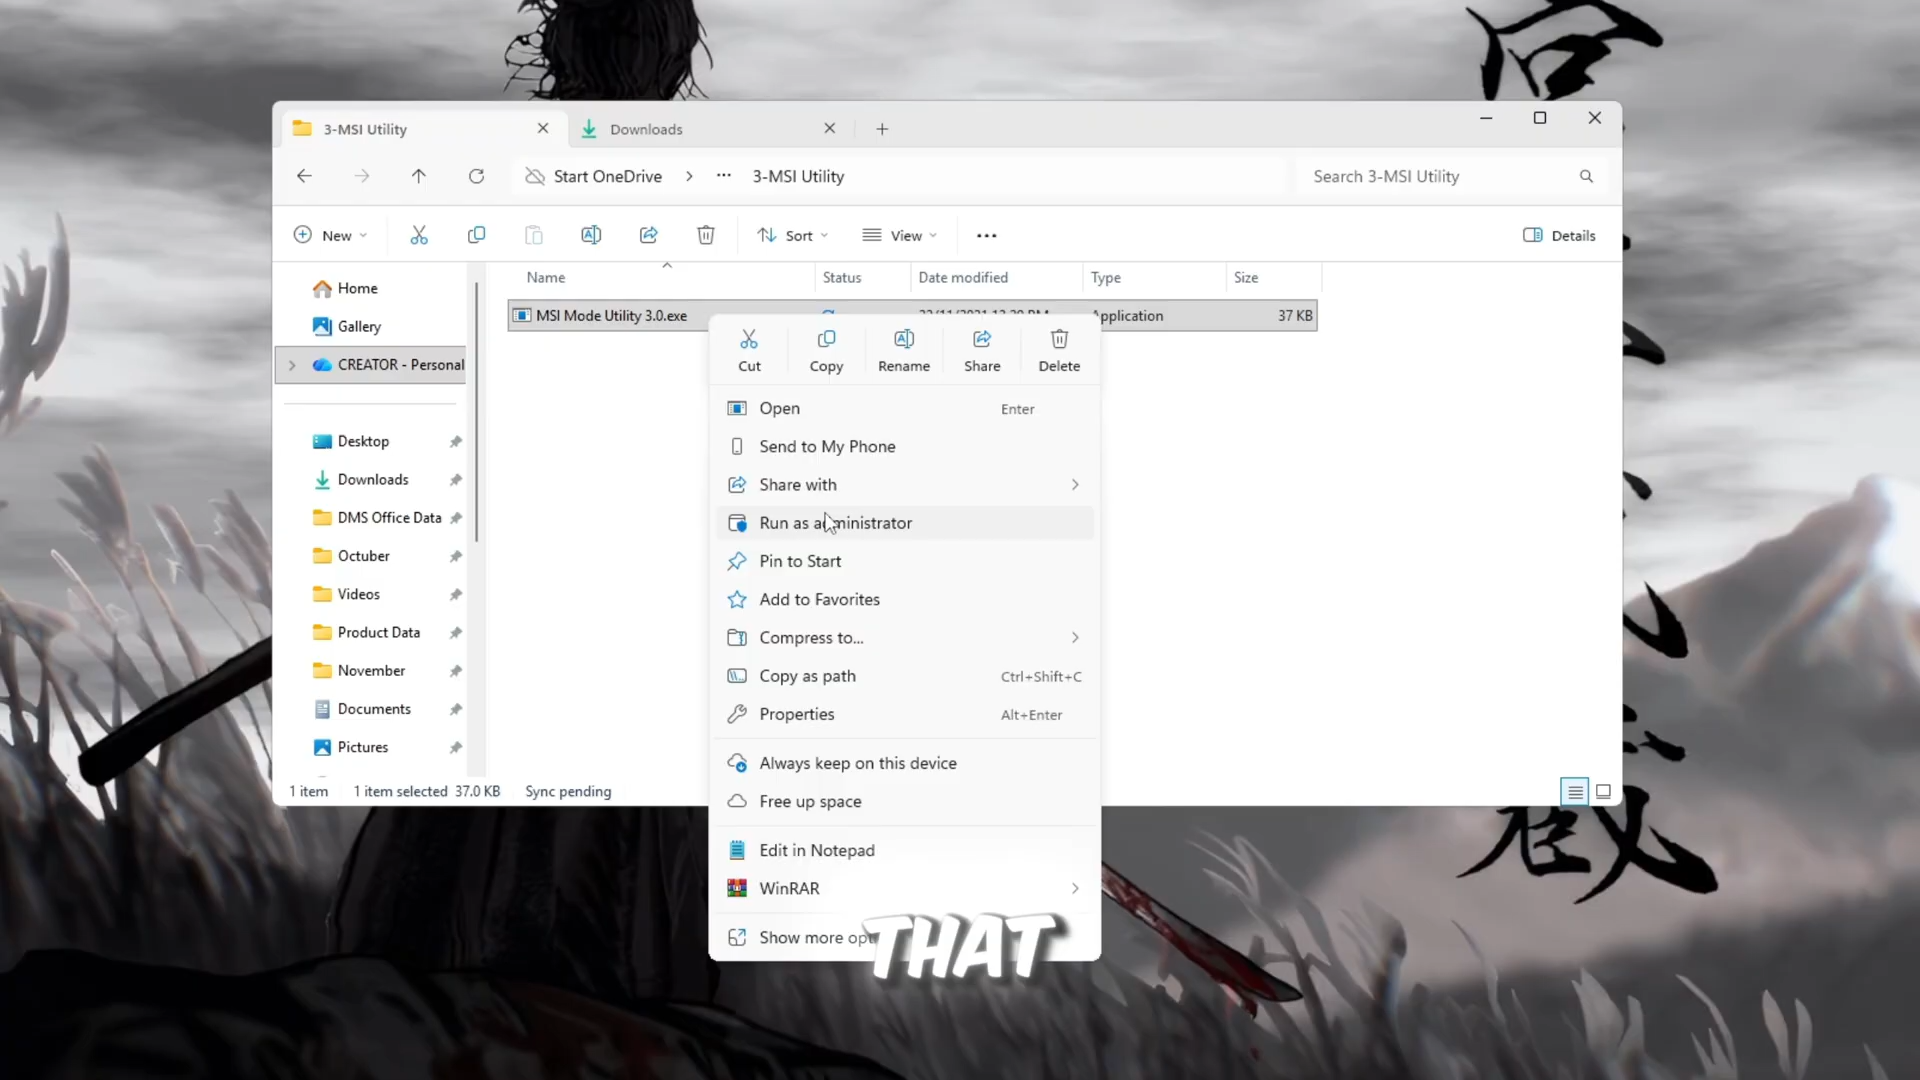 3-MSI Utility
Downloads
Start OneDrive
3-MSI Utility
Search 3-MSI Utility
New
Sort
View
Details
Name
Status
Date modified
Type
Size
MSI Mode Utility 3.0.exe
Application
37 KB
Home
Gallery
CREATOR - Personal
Desktop
Downloads
DMS Office Data
Octuber
Videos
Product Data
November
Documents
Pictures
Cut
Copy
Rename
Share
Delete
Open Enter
Send to My Phone
Share with
Run as administrator
Pin to Start
Add to Favorites
Compress to...
Copy as path Ctrl+Shift+C
Properties Alt+Enter
Always keep on this device
Free up space
Edit in Notepad
WinRAR
Show more
THAT
1 item
1 item selected 37.0 KB
Sync pending